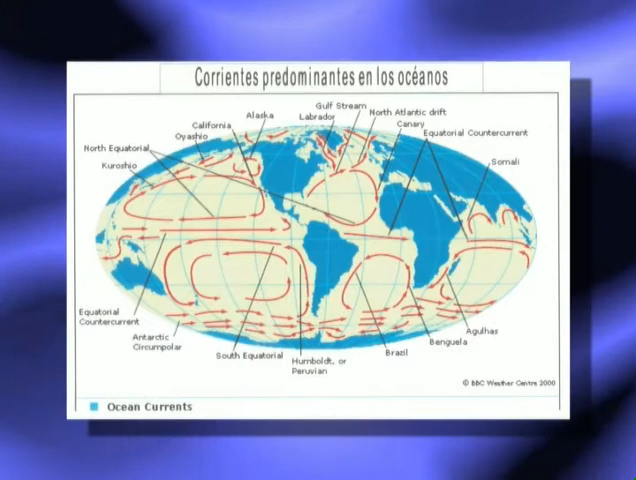 Corrientes predominantes en los océanos
Gulf Stream
Alaska
Labrador
North Atlantic drift
California
Canary
Oyashio
Equatorial Countercurrent
North Equatorial
Kuroshio
Somali
Equatorial
Countercurrent
Antarctic
Circumpolar
South Equatorial
Humboldt, or
Peruvian
Brazil
Benguela
Agulhas
© BBC Weather Centre 2000
Ocean Currents